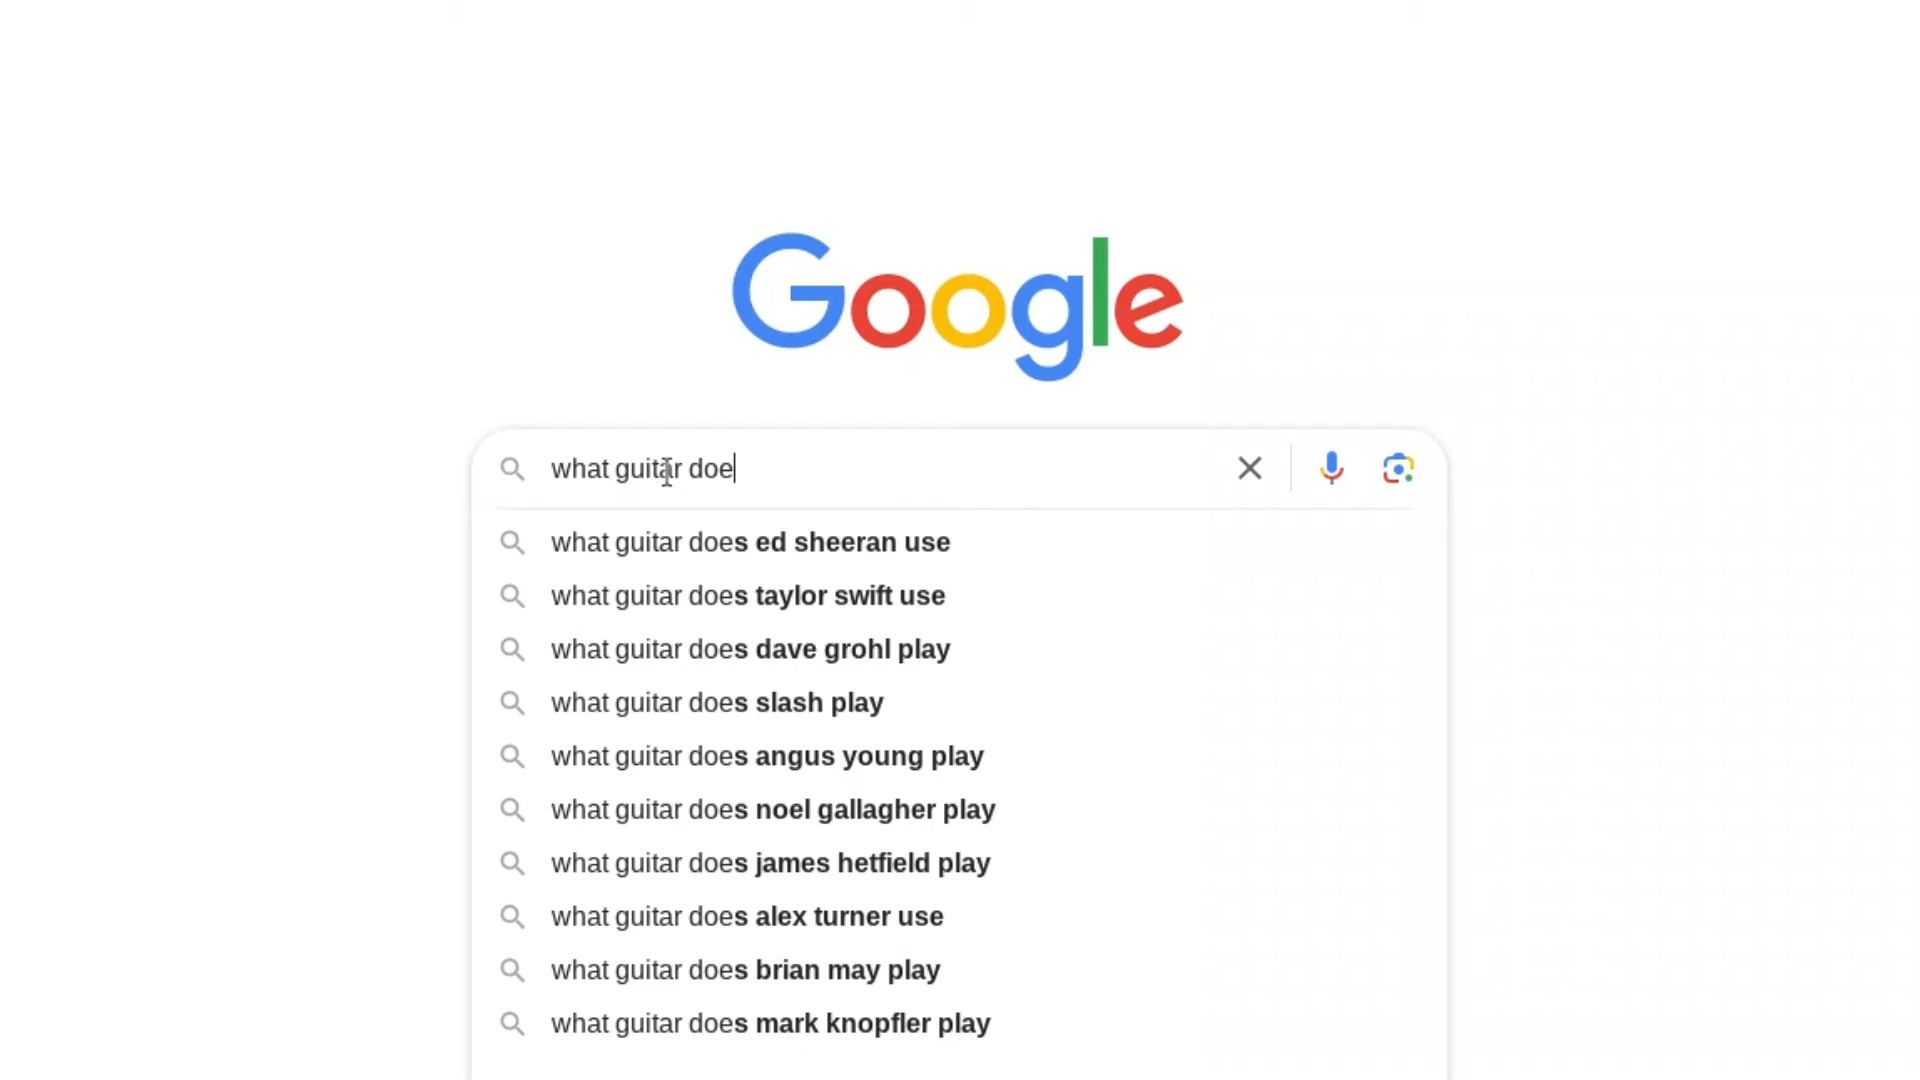 Google
what guitar doe
what guitar does ed sheeran use
what guitar does taylor swift use
what guitar does dave grohl play
what guitar does slash play
what guitar does angus young play
what guitar does noel gallagher play
what guitar does james hetfield play
what guitar does alex turner use
what guitar does brian may play
what guitar does mark knopfler play